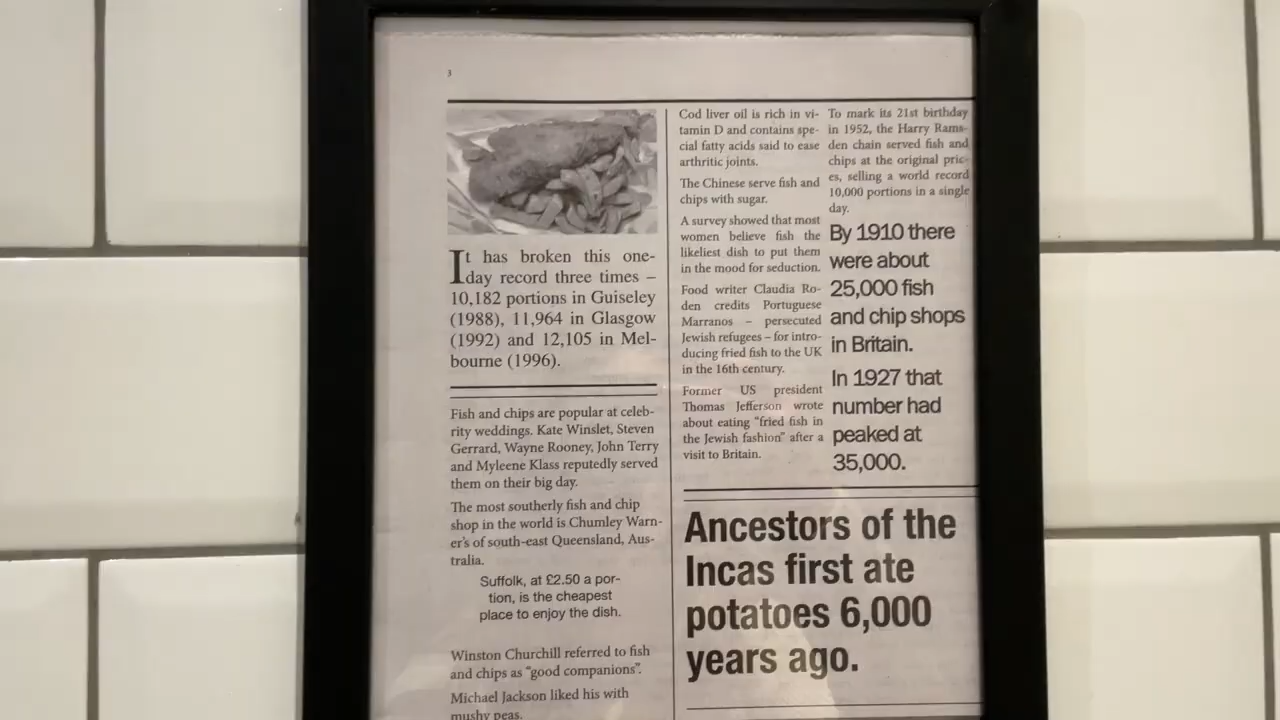 3
It has broken this one-
day record three times –
10,182 portions in Guiseley
(1988), 11,964 in Glasgow
(1992) and 12,105 in Mel-
bourne (1996).
Fish and chips are popular at celeb-
rity weddings. Kate Winslet, Steven
Gerrard, Wayne Rooney, John Terry
and Myleene Klass reputedly served
them on their big day.
The most southerly fish and chip
shop in the world is Chumley Warn-
er's of south-east Queensland, Aus-
tralia.
Suffolk, at £2.50 a por-
tion, is the cheapest
place to enjoy the dish.
Winston Churchill referred to fish
and chips as “good companions”.
Michael Jackson liked his with
mushy peas.
Cod liver oil is rich in vi-
tamin D and contains spe-
cial fatty acids said to ease
arthritic joints.
The Chinese serve fish and
chips with sugar.
A survey showed that most
women believe fish the
likeliest dish to put them
in the mood for seduction.
Food writer Claudia Ro-
den credits Portuguese
Marranos – persecuted
Jewish refugees – for intro-
ducing fried fish to the UK
in the 16th century.
Former US president
Thomas Jefferson wrote
about eating “fried fish in
the Jewish fashion” after a
visit to Britain.
To mark its 21st birthday
in 1952, the Harry Rams-
den chain served fish and
chips at the original pric-
es, selling a world record
10,000 portions in a single
day.
By 1910 there
were about
25,000 fish
and chip shops
in Britain.
In 1927 that
number had
peaked at
35,000.
Ancestors of the
Incas first ate
potatoes 6,000
years ago.